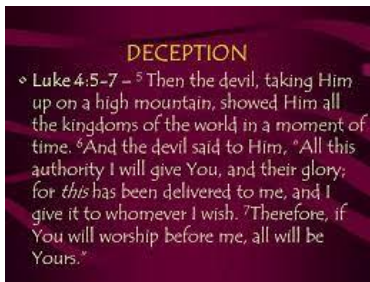 DECEPTION
• Luke 4:5-7 – ⁵ Then the devil, taking Him
up on a high mountain, showed Him all
the kingdoms of the world in a moment of
time. ⁶And the devil said to Him, "All this
authority I will give You, and their glory;
for this has been delivered to me, and I
give it to whomever I wish. ⁷Therefore, if
You will worship before me, all will be
Yours."